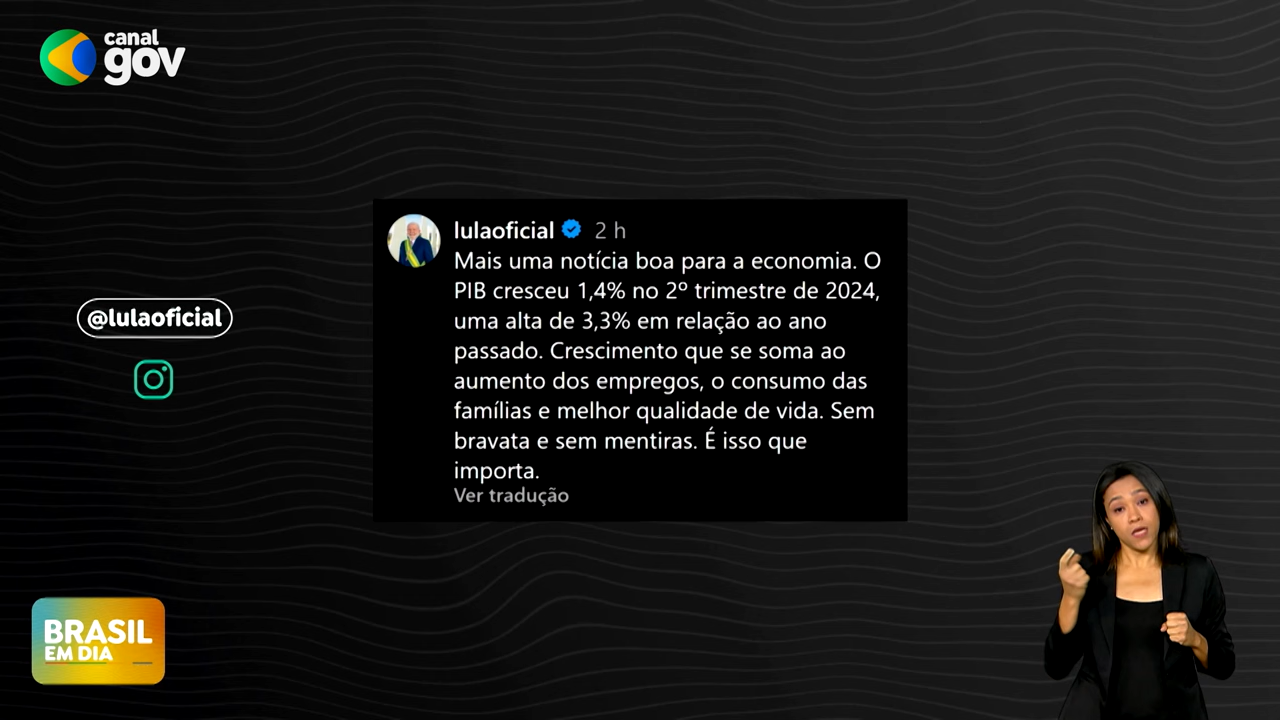 canal
gov
@lulaoficial
lulaoficial 2 h
Mais uma notícia boa para a economia. O
PIB cresceu 1,4% no 2º trimestre de 2024,
uma alta de 3,3% em relação ao ano
passado. Crescimento que se soma ao
aumento dos empregos, o consumo das
famílias e melhor qualidade de vida. Sem
bravata e sem mentiras. É isso que
importa.
Ver tradução
BRASIL
EM DIA